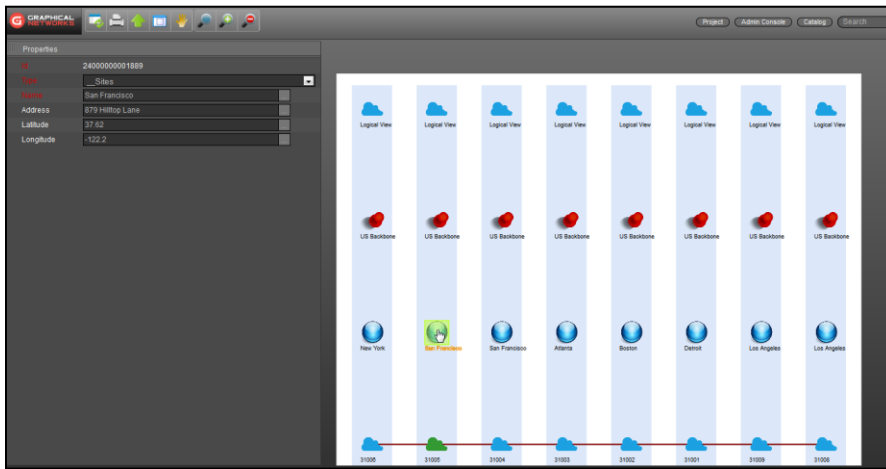 GRAPHICAL
NETWORKS
Project
Admin Console
Catalog
Search
Properties
Id
24000000001889
__Sites
Name
San Francisco
Address
879 Hilltop Lane
Latitude
37.62
Longitude
-122.2
Logical View
Logical View
Logical View
Logical View
Logical View
Logical View
Logical View
Logical View
US Backbone
US Backbone
US Backbone
US Backbone
US Backbone
US Backbone
US Backbone
US Backbone
New York
San Francisco
San Francisco
Atlanta
Boston
Detroit
Los Angeles
Los Angeles
31006
31005
31004
31003
31002
31001
31009
31008